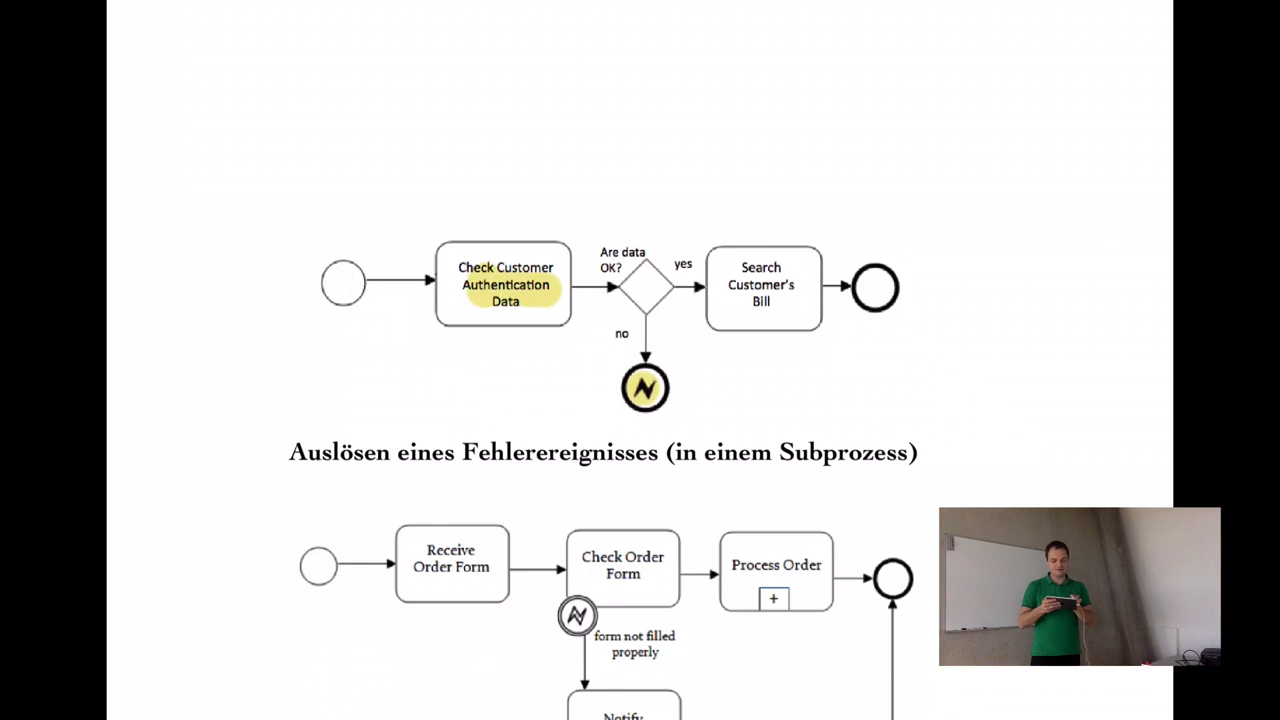 Are data
OK?
yes
Check Customer
Authentication
Data
Search
Customer's
Bill
no
Auslösen eines Fehlerereignisses (in einem Subprozess)
Receive
Order Form
Check Order
Form
Process Order
+
form not filled
properly
Notify